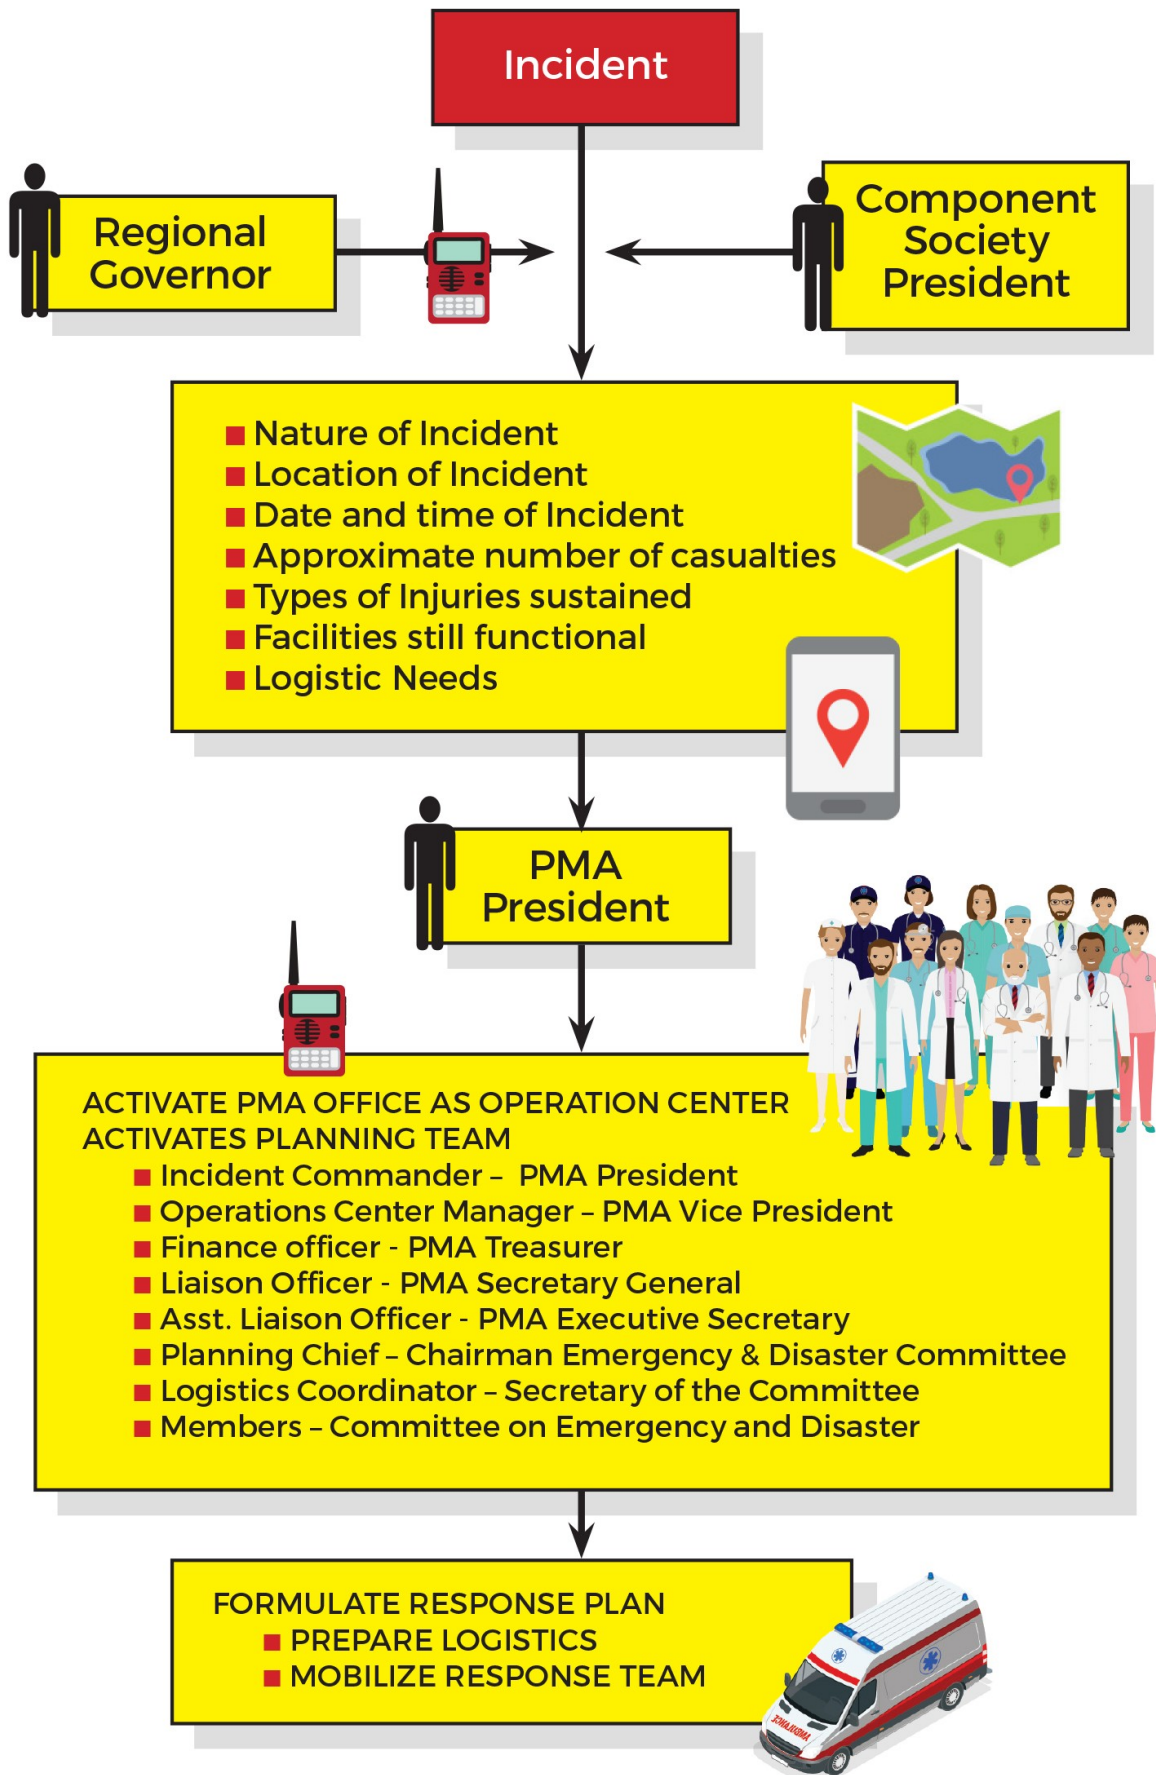 Incident
Regional
Governor
Component
Society
President
Nature of Incident
Location of Incident
Date and time of Incident
Approximate number of casualties
Types of Injuries sustained
Facilities still functional
Logistic Needs
PMA
President
ACTIVATE PMA OFFICE AS OPERATION CENTER
ACTIVATES PLANNING TEAM
Incident Commander – PMA President
Operations Center Manager – PMA Vice President
Finance officer - PMA Treasurer
Liaison Officer - PMA Secretary General
Asst. Liaison Officer - PMA Executive Secretary
Planning Chief – Chairman Emergency & Disaster Committee
Logistics Coordinator – Secretary of the Committee
Members – Committee on Emergency and Disaster
FORMULATE RESPONSE PLAN
PREPARE LOGISTICS
MOBILIZE RESPONSE TEAM
AMBULANCE